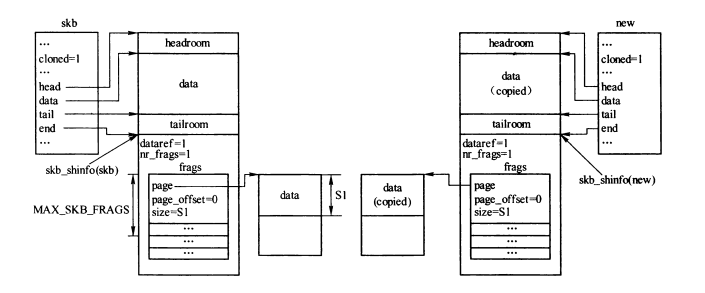 skb
...
cloned=1
...
head
data
tail
end
...
headroom
data
tailroom
dataref=1
nr_frags=1
frags
page
page_offset=0
size=S1
...
...
...
skb_shinfo(skb)
MAX_SKB_FRAGS
data
S1
data
(copied)
new
...
cloned=1
...
head
data
tail
end
...
headroom
data
(copied)
tailroom
dataref=1
nr_frags=1
frags
page
page_offset=0
size=S1
...
...
...
skb_shinfo(new)